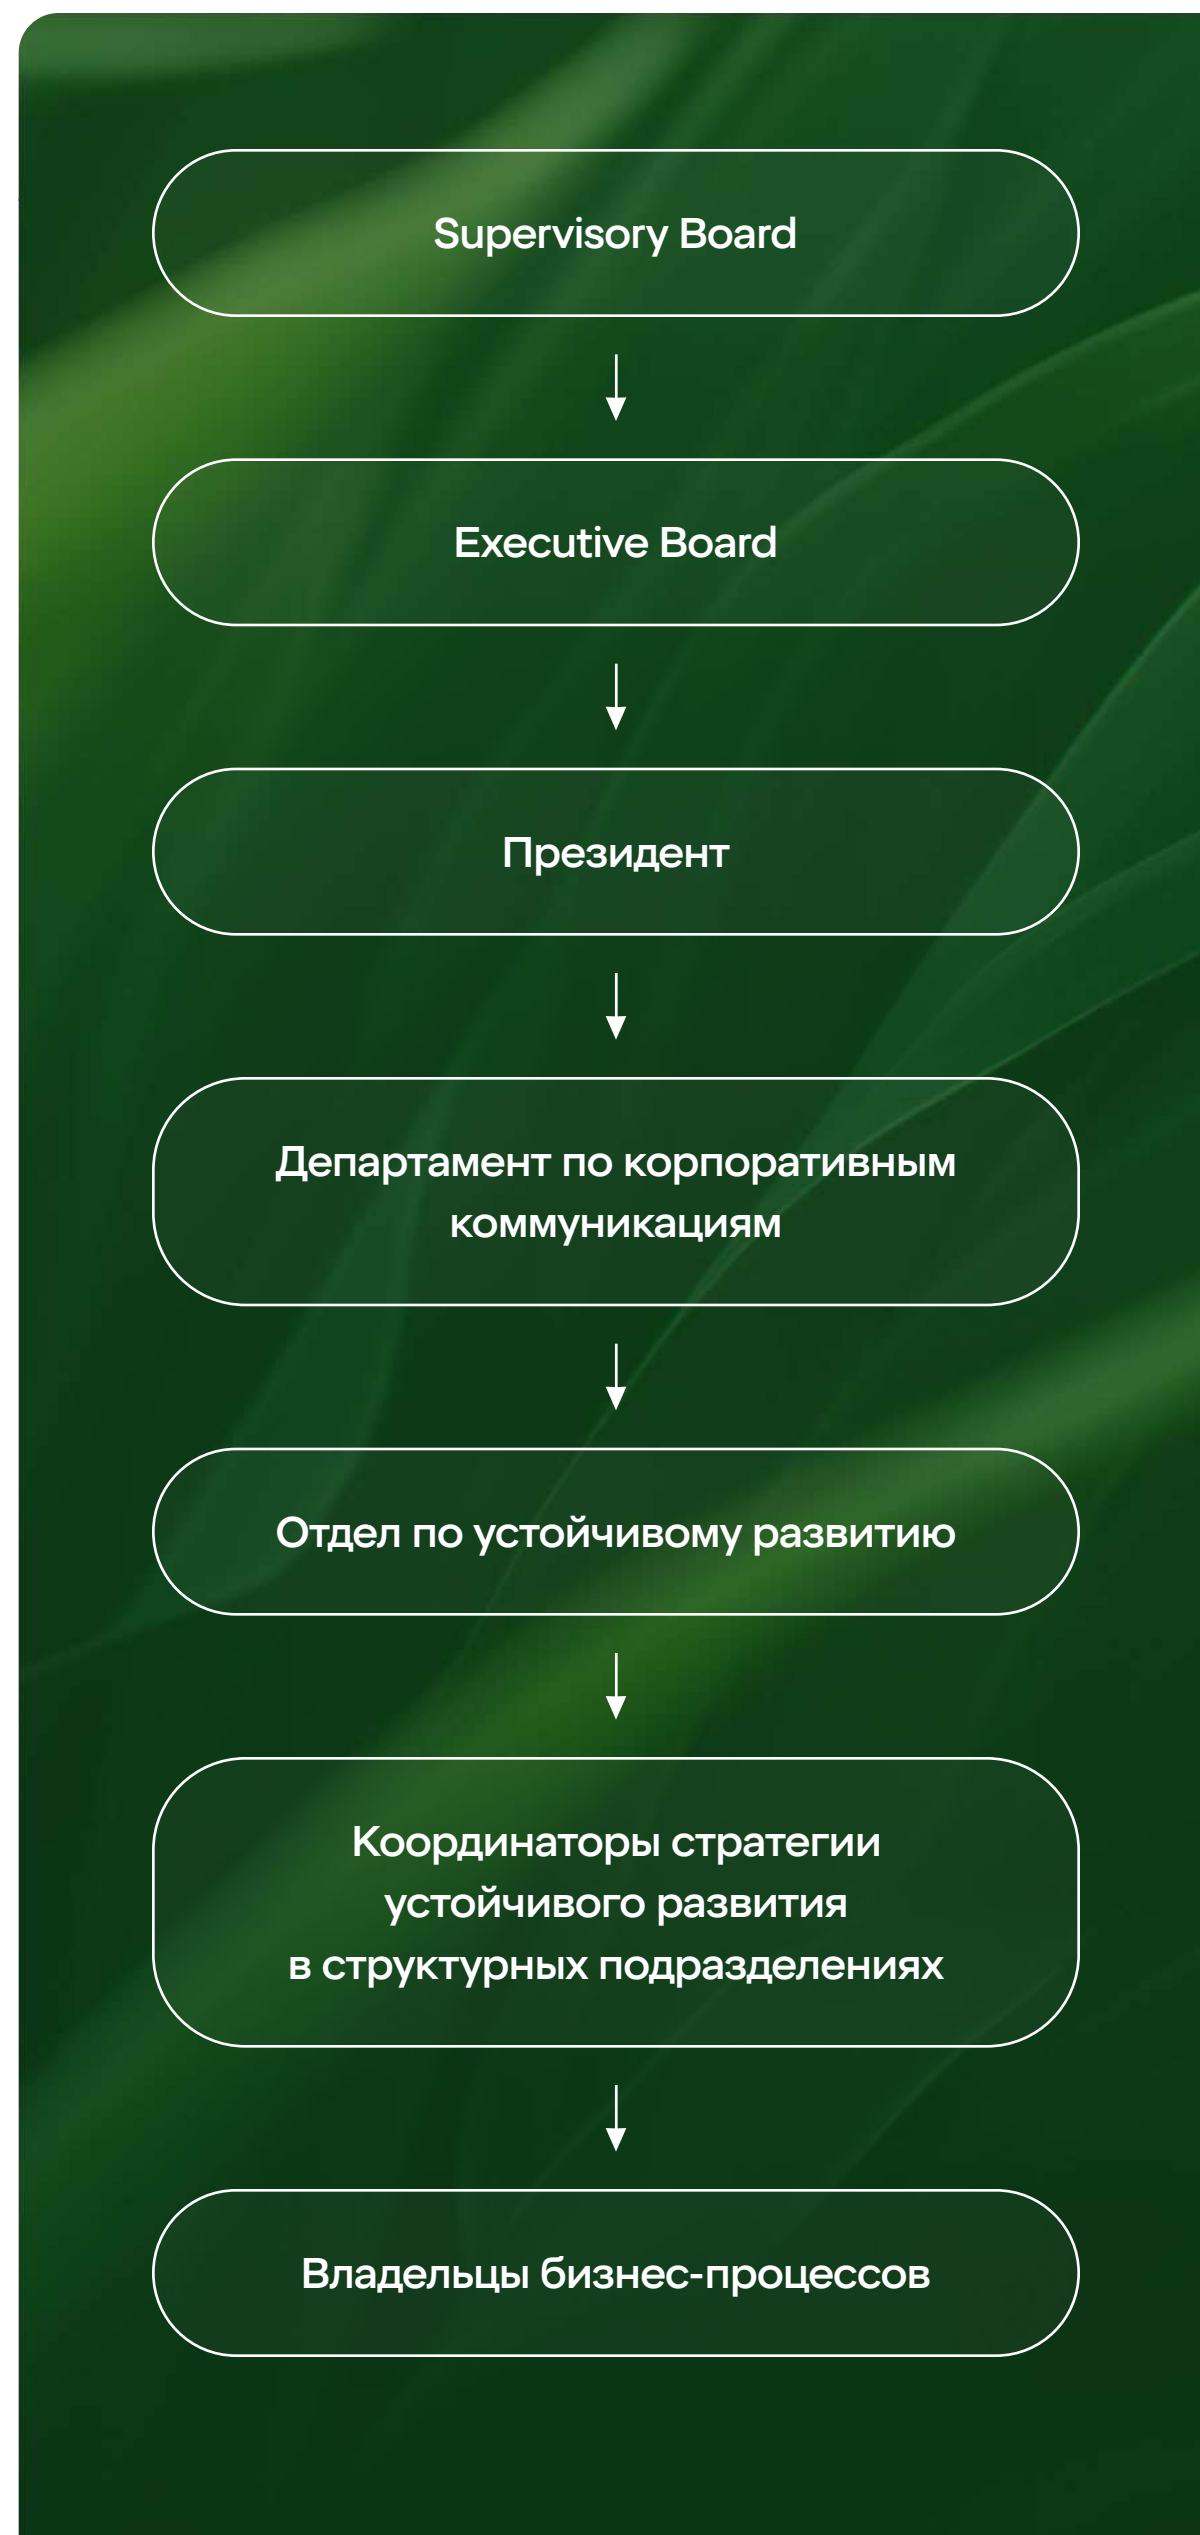 Supervisory Board
Executive Board
Президент
Департамент по корпоративным
коммуникациям
Отдел по устойчивому развитию
Координаторы стратегии
устойчивого развития
в структурных подразделениях
Владельцы бизнес-процессов